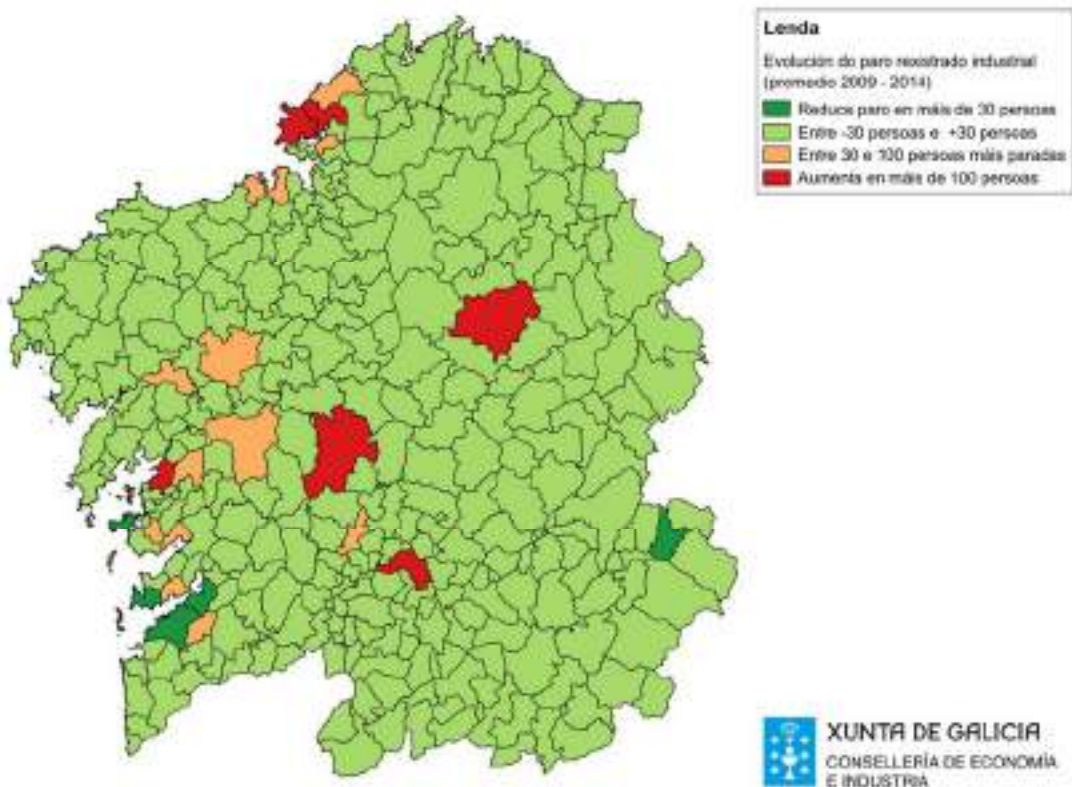 Lenda
Evolución do paro rexistrado industrial
(promedio 2009 - 2014)
Reduce paro en máis de 30 persoas
Entre -30 persoas e +30 persoas
Entre 30 e 100 persoas máis paradas
Aumenta en máis de 100 persoas
XUNTA DE GALICIA
CONSELLERÍA DE ECONOMÍA
E INDUSTRIA